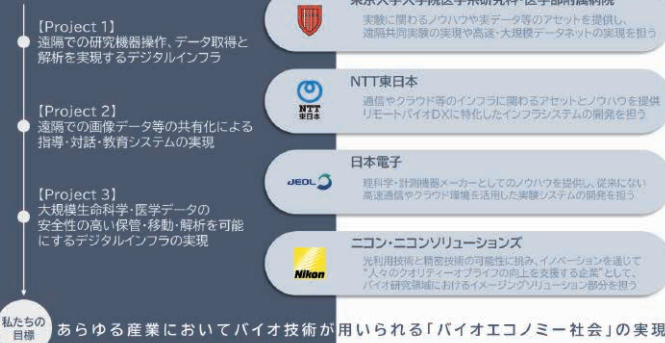 [Project 1]
遠隔での研究機器操作、データ取得と
解析を実現するデジタルインフラ
[Project 2]
遠隔での画像データ等の共有化による
指導・対話・教育システムの実現
[Project 3]
大規模生命科学・医学データの
安全性の高い保管・移動・解析を可能
にするデジタルインフラの実現
東京大学大学院医学系研究科・医学部附属病院
実験に関わるノウハウや実データ等のアセットを提供し、
遠隔共同実験の実現や高速・大規模データネットの実現を担う
NTT
東日本
NTT東日本
通信やクラウド等のインフラに関わるアセットとノウハウを提供
リモートバイオDXに特化したインフラシステムの開発を担う
JEOL
日本電子
理科学・計測機器メーカーとしてのノウハウを提供し、従来にない
高速通信やクラウド環境を活用した実験システムの開発を担う
Nikon
ニコン・ニコンソリューションズ
光利用技術と精密技術の可能性に挑み、イノベーションを通じて
"人々のクオリティーオブライフの向上を支援する企業"として、
バイオ研究領域におけるイメージングソリューション部分を担う
私たちの
目標
あらゆる産業においてバイオ技術が用いられる「バイオエコノミー社会」の実現